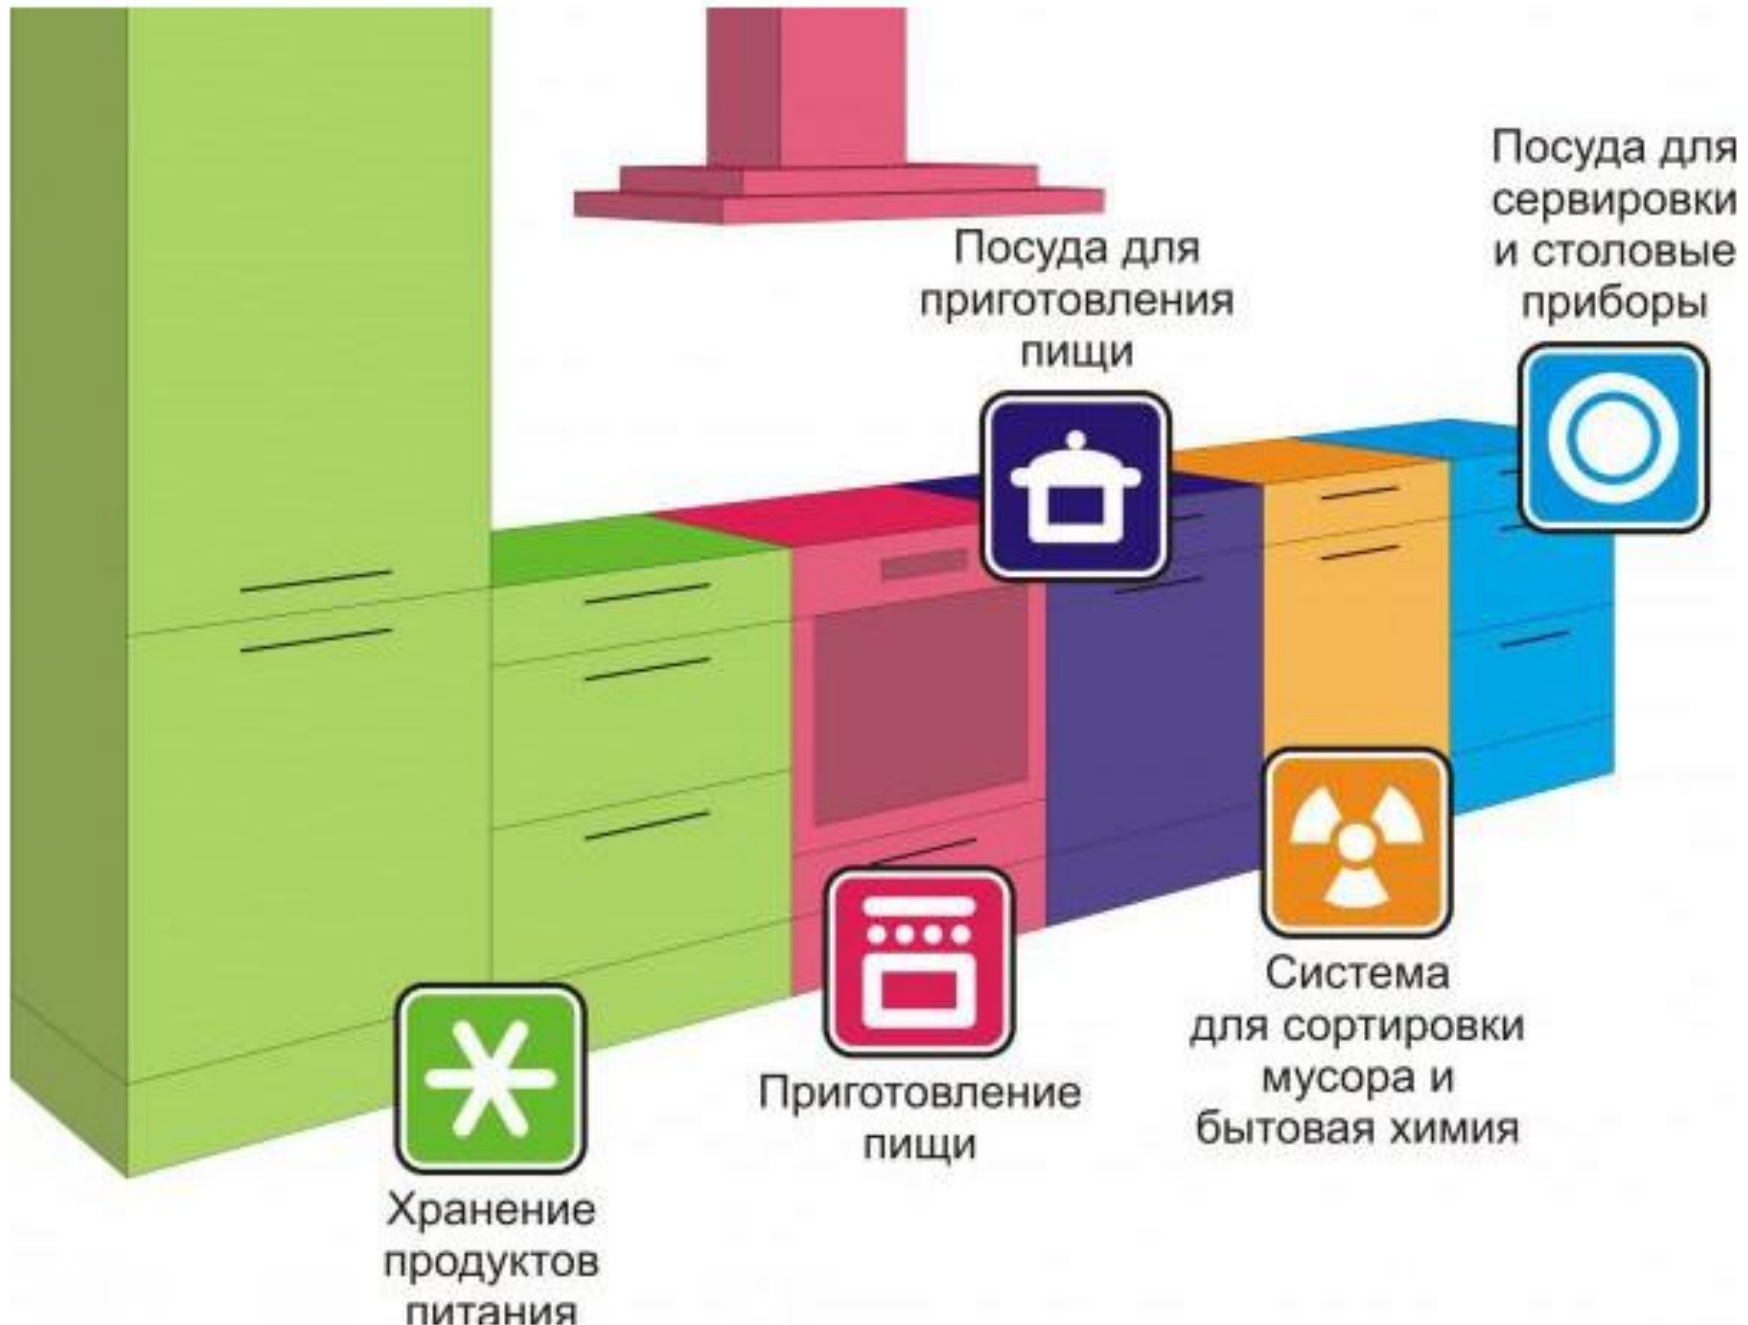 Посуда для
сервировки
и столовые
приборы
Посуда для
приготовления
пищи
Система
для сортировки
мусора и
бытовая химия
Приготовление
пищи
Хранение
продуктов
питания